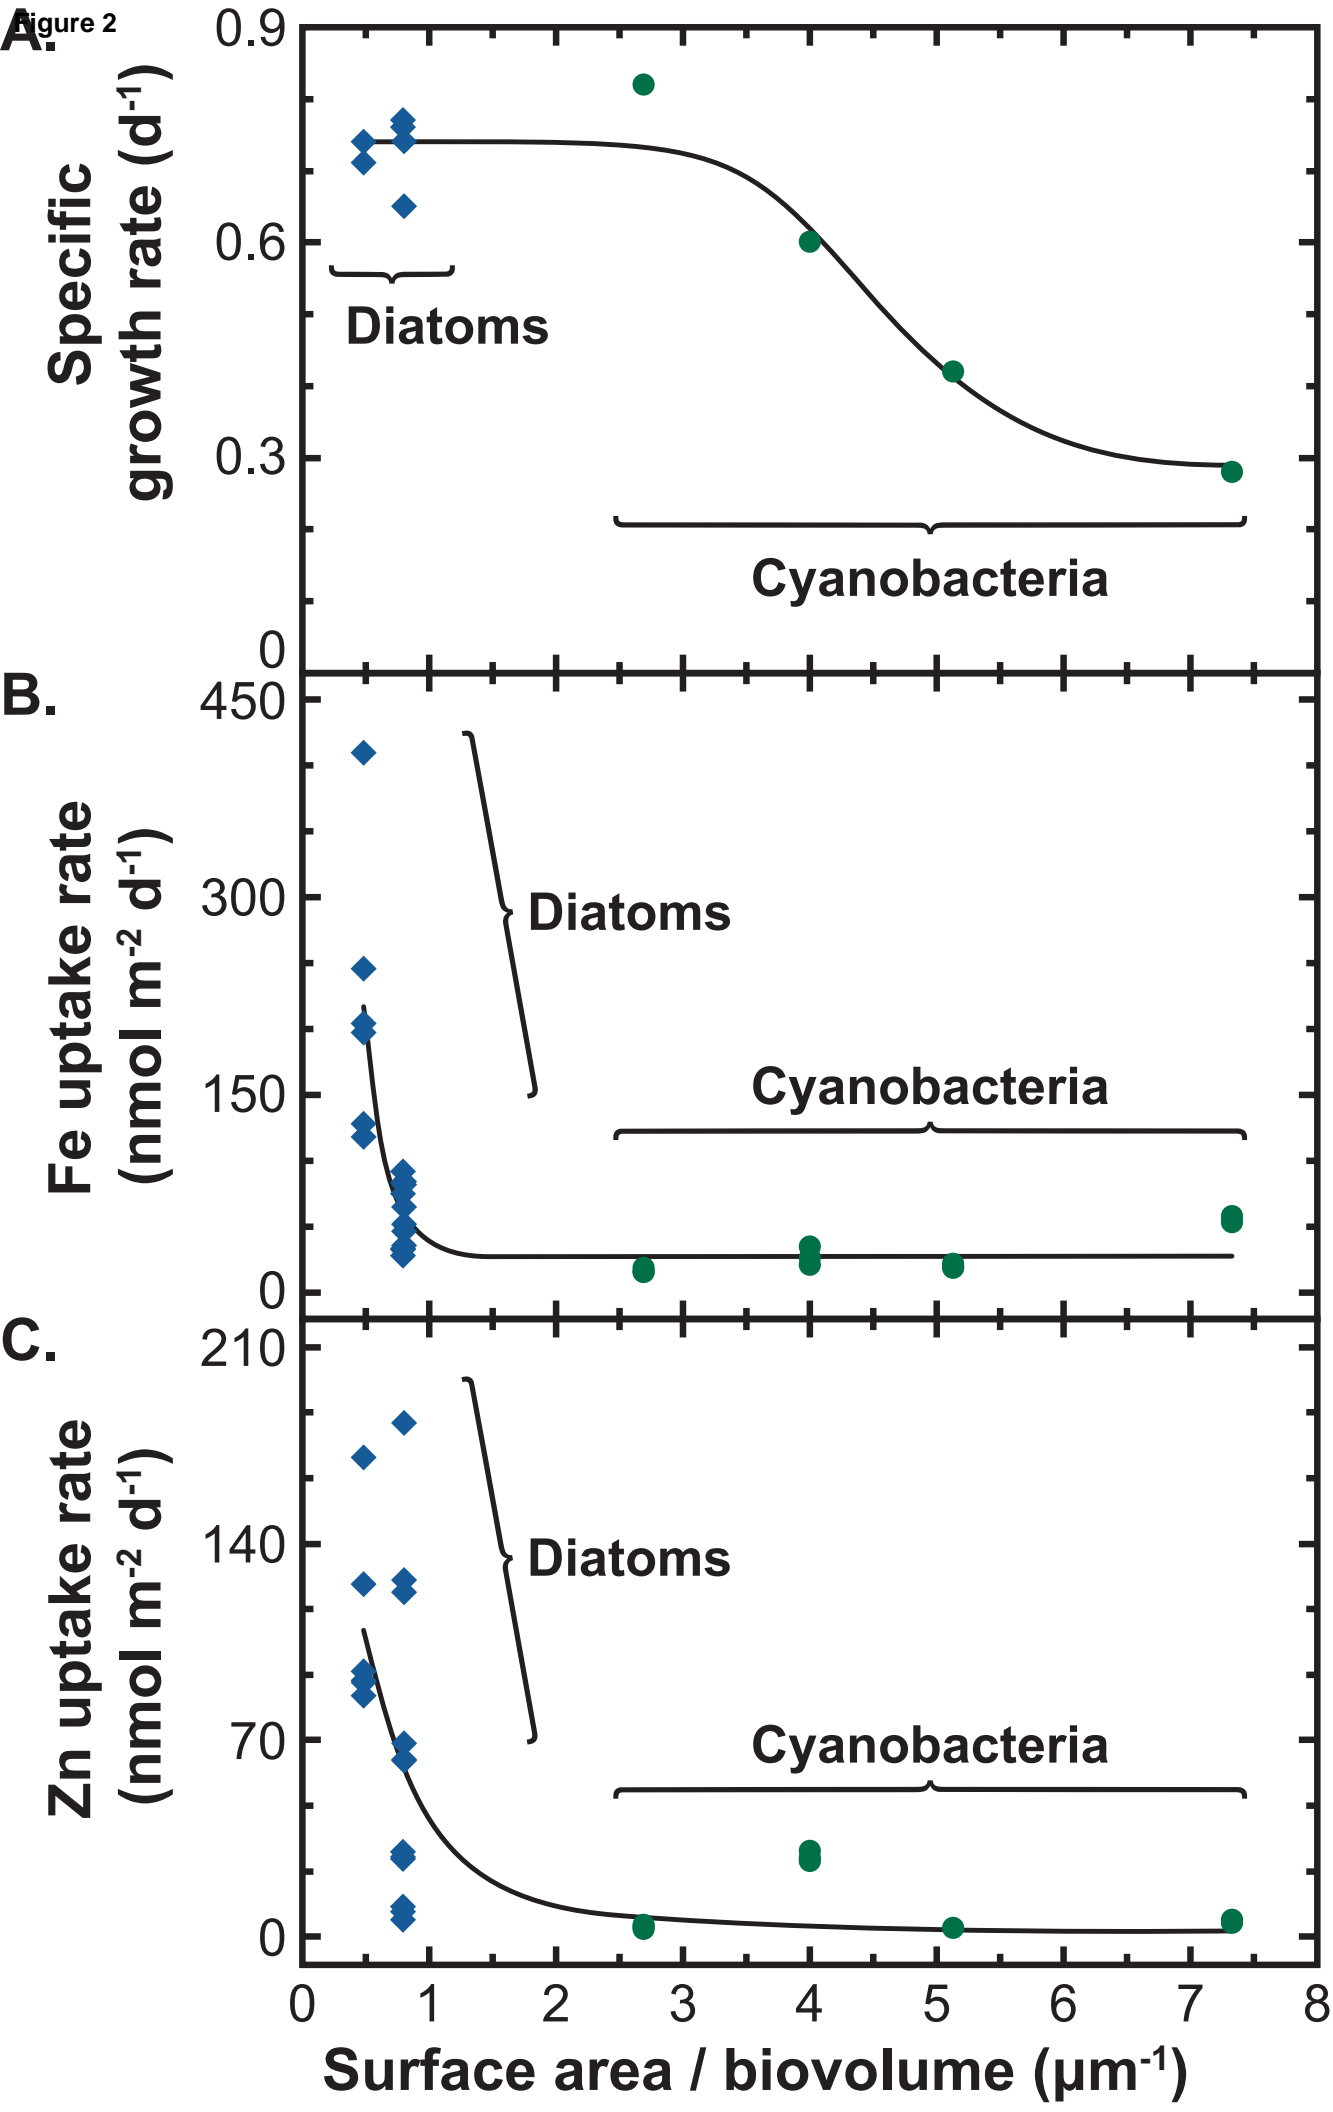 Figure 2
A.
0.9
0.6
0.3
0
Specific
growth rate (d-1)
Diatoms
Cyanobacteria
B.
450
300
150
0
Fe uptake rate
(nmol m-2 d-1)
Diatoms
Cyanobacteria
C.
210
140
70
0
Zn uptake rate
(nmol m-2 d-1)
Diatoms
Cyanobacteria
0 1 2 3 4 5 6 7 8
Surface area / biovolume (µm-1)